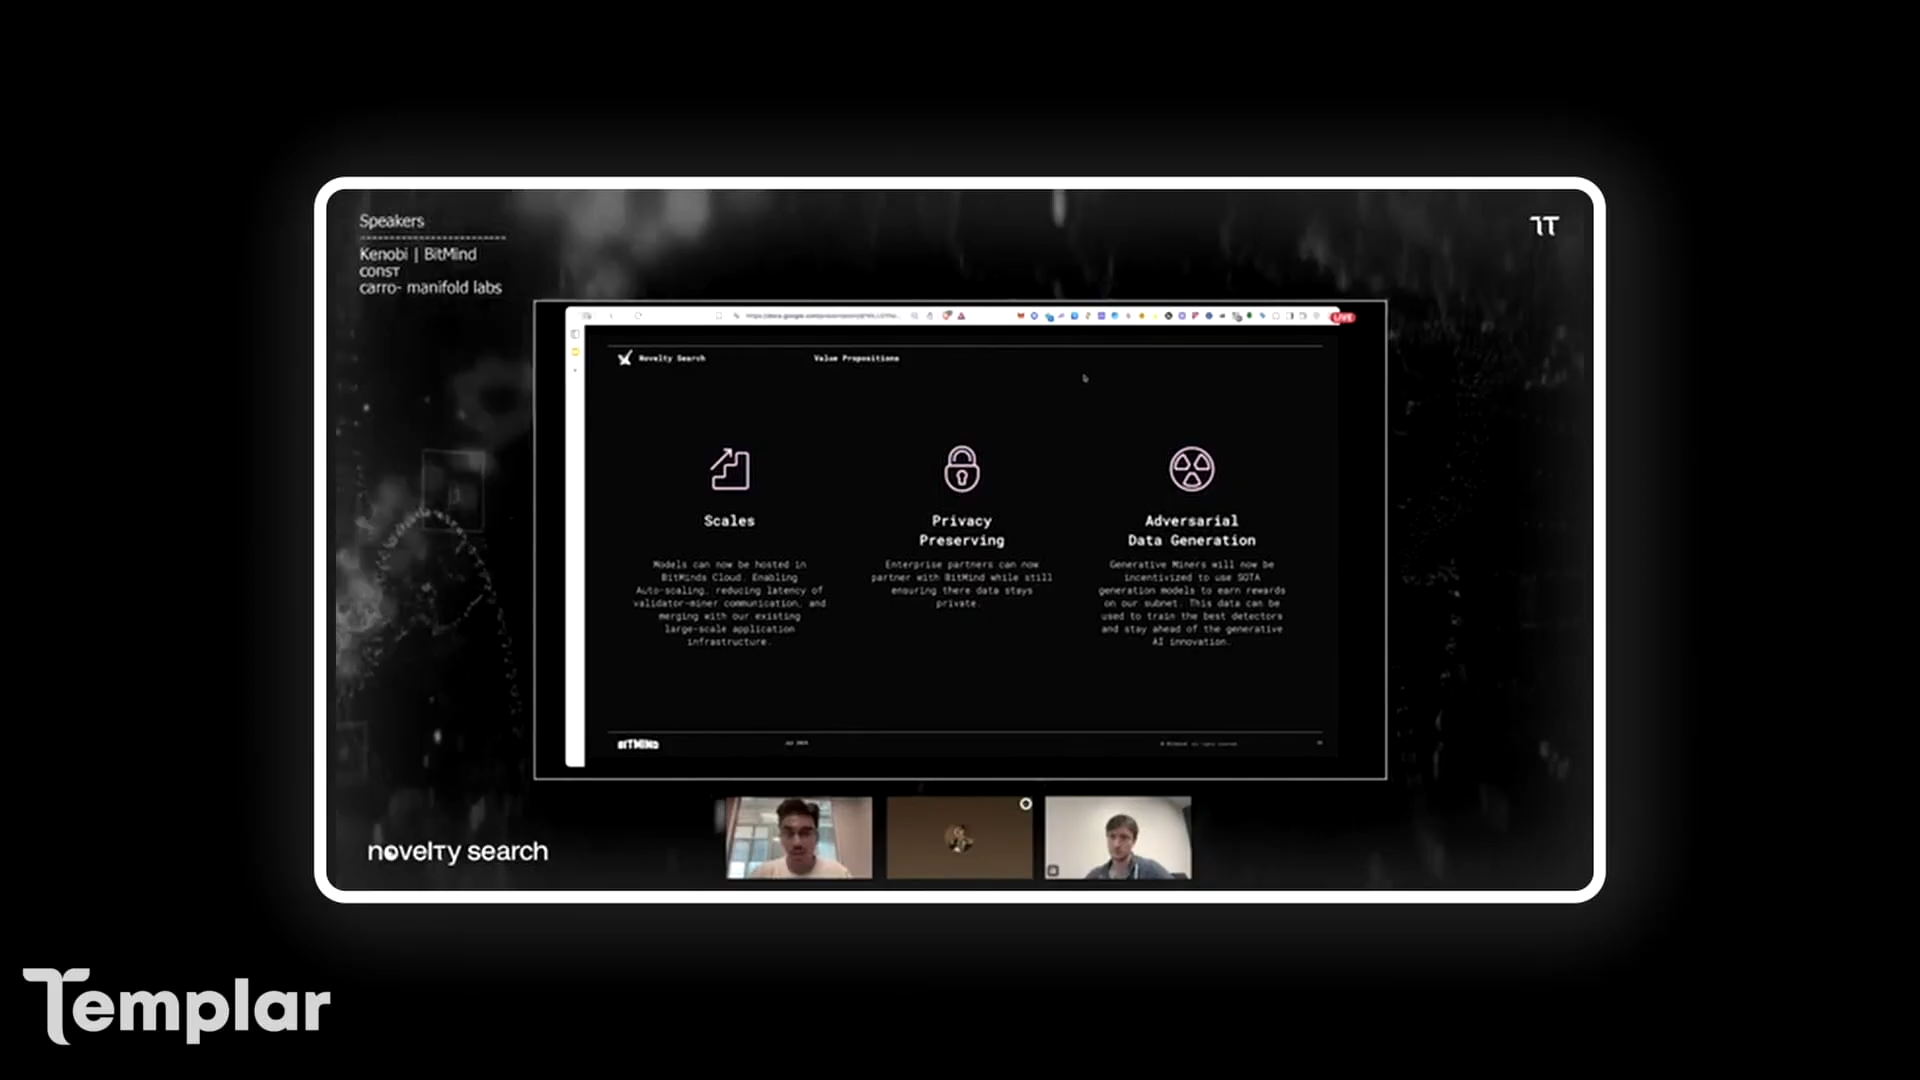 Speakers
Kenobi | BitMind
const
carro- manifold labs
LIVE
Novelty Search
Value Propositions
Scales
Models can now be hosted in
BitMinds Cloud. Enabling
Auto-scaling, reducing latency of
validator-miner communication, and
merging with our existing
large-scale application
infrastructure.
Privacy
Preserving
Enterprise partners can now
partner with BitMind while still
ensuring there data stays
private.
Adversarial
Data Generation
Generative Miners will now be
incentivized to use SOTA
generation models to earn rewards
on our subnet. This data can be
used to train the best detectors
and stay ahead of the generative
AI innovation.
BITMIND
novelty search
Templar